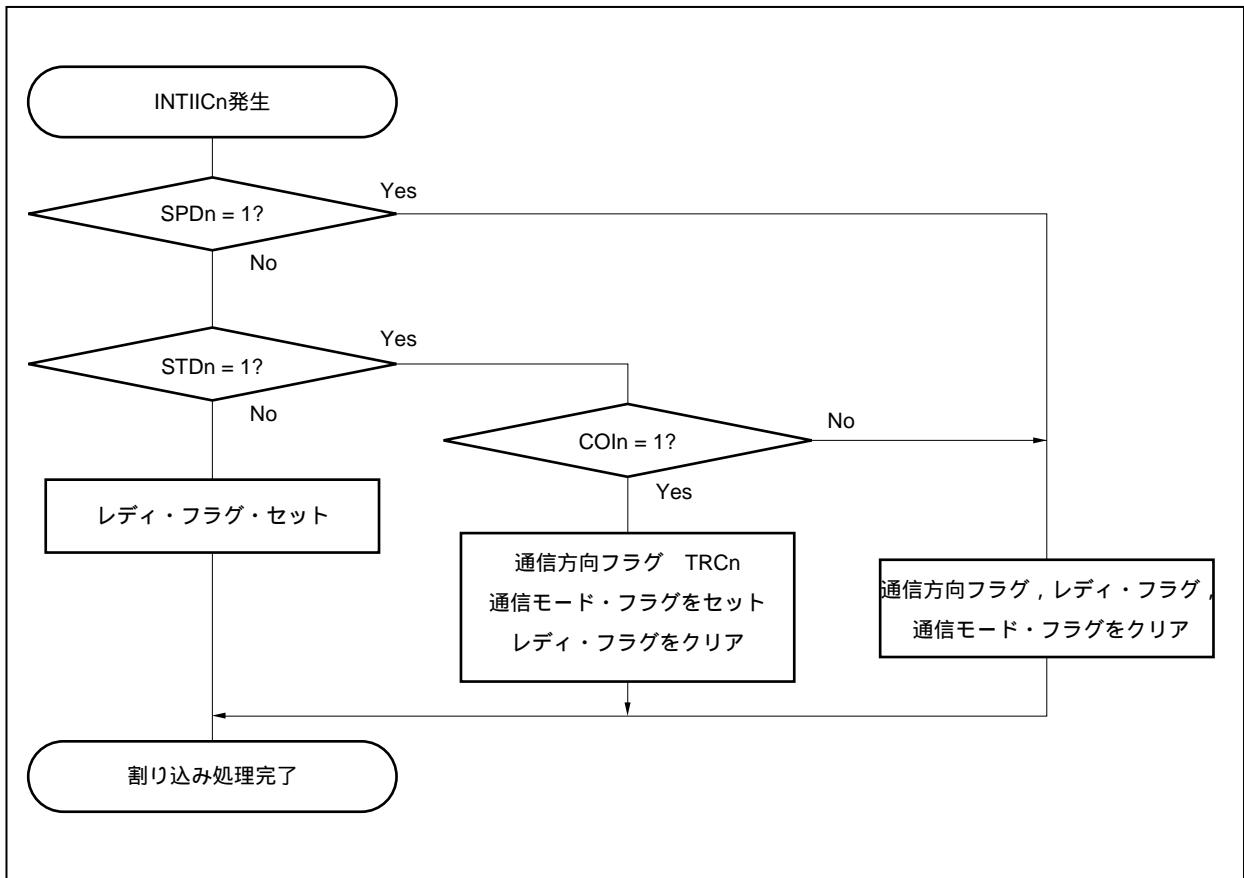 INTIICn発生
Yes
SPDn = 1?
No
Yes
STDn = 1?
No
No
COIn = 1?
Yes
レディ・フラグ・セット
通信方向フラグ　TRCn
通信モード・フラグをセット
レディ・フラグをクリア
通信方向フラグ，レディ・フラグ，
通信モード・フラグをクリア
割り込み処理完了